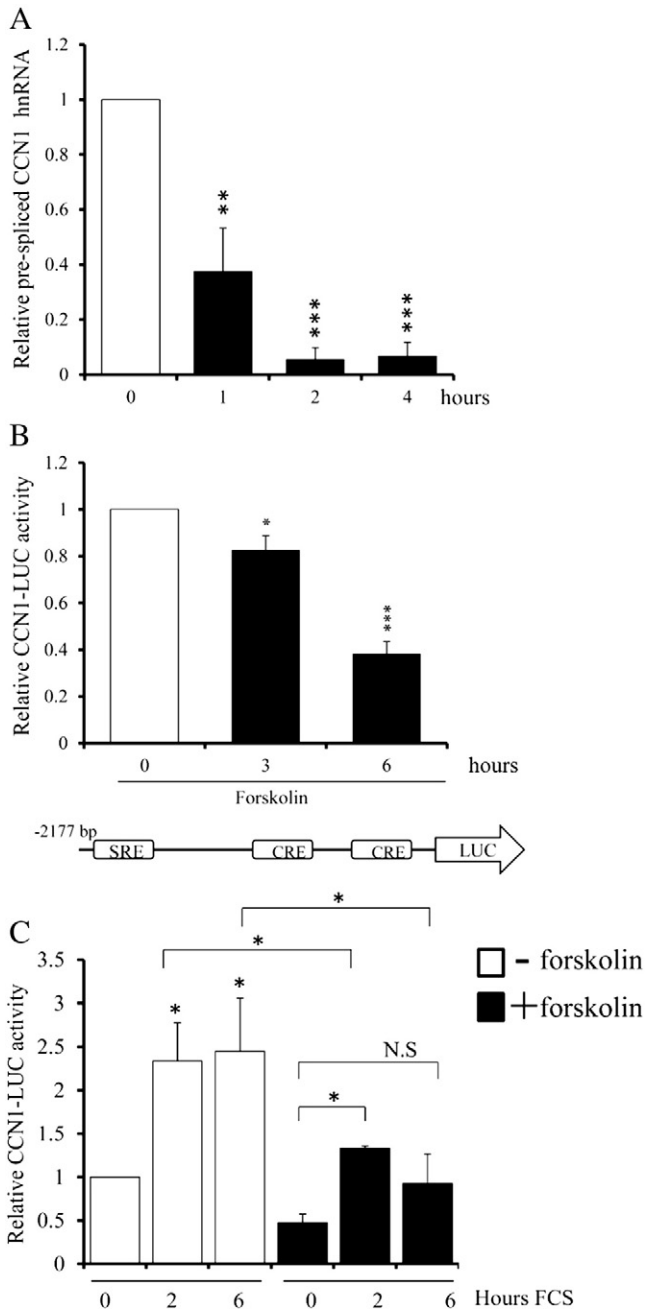 A
Relative pre-spliced CCN1 hnRNA
1.2
1
0.8
0.6
0.4
0.2
0
**
***
***
0 1 2 4 hours
B
Relative CCN1-LUC activity
1.2
1
0.8
0.6
0.4
0.2
0
*
***
0 3 6 hours
Forskolin
-2177 bp
SRE CRE CRE LUC
C
Relative CCN1-LUC activity
3.5
3
2.5
2
1.5
1
0.5
0
*
*
*
*
N.S
*
- forskolin
+ forskolin
0 2 6 0 2 6 Hours FCS